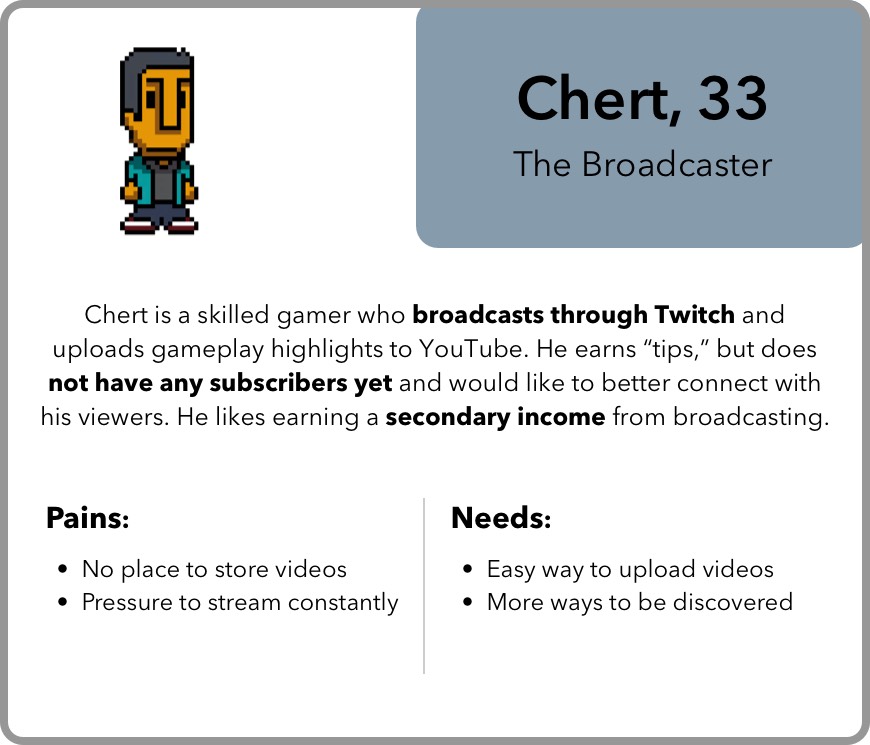 Chert, 33
The Broadcaster
Chert is a skilled gamer who broadcasts through Twitch and
uploads gameplay highlights to YouTube. He earns “tips,” but does
not have any subscribers yet and would like to better connect with
his viewers. He likes earning a secondary income from broadcasting.
Pains:
• No place to store videos
• Pressure to stream constantly
Needs:
• Easy way to upload videos
• More ways to be discovered